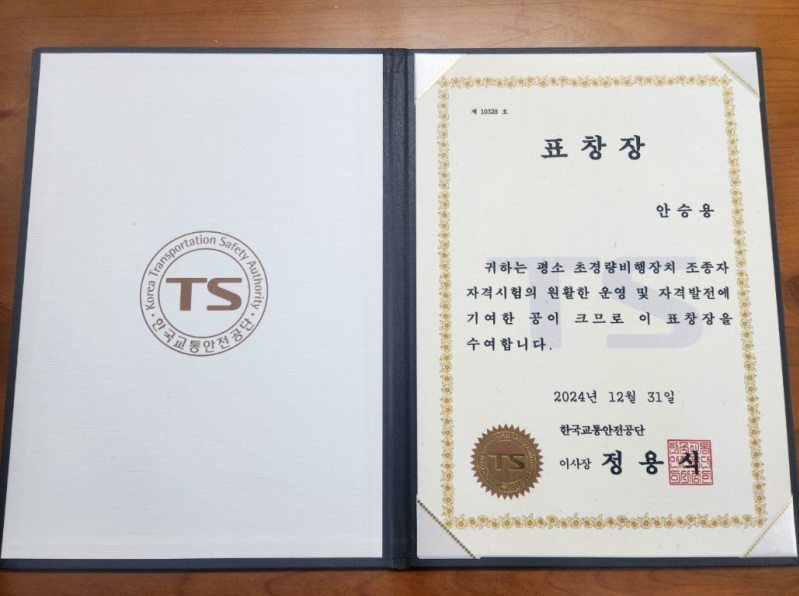 Korea Transportation Safety Authority
TS
한국교통안전공단
제 10328 호
표창장
안승용
귀하는 평소 초경량비행장치 조종자
자격시험의 원활한 운영 및 자격발전에
기여한 공이 크므로 이 표창장을
수여합니다.
TS
2024년 12월 31일
한국교통안전공단
이사장 정용식
TS